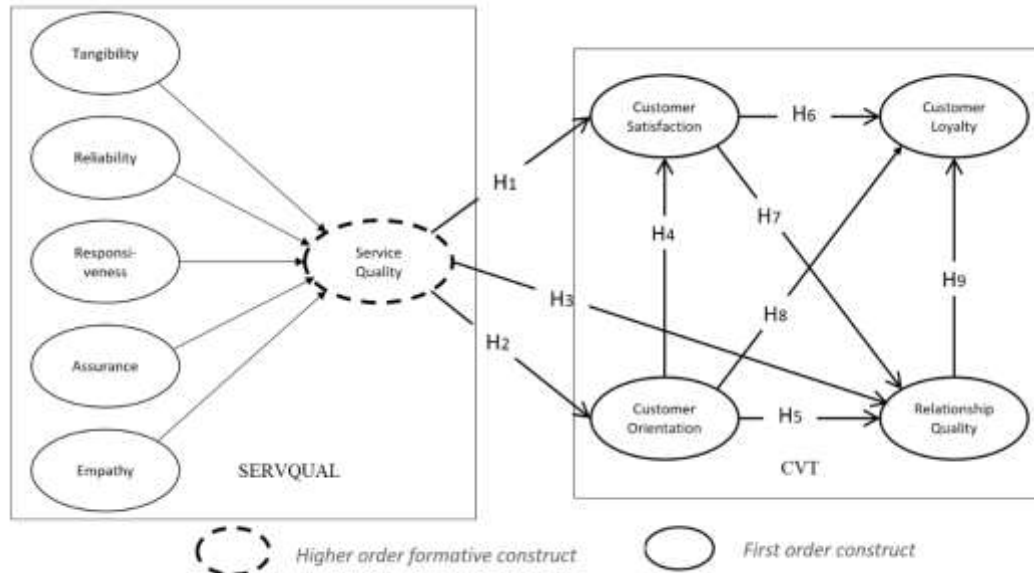 Tangibility
Reliability
Responsi-
veness
Assurance
Empathy
SERVQUAL
Service
Quality
H1
H2
H3
Customer
Satisfaction
H6
Customer
Loyalty
H4
H7
H8
H9
Customer
Orientation
H5
Relationship
Quality
CVT
Higher order formative construct
First order construct